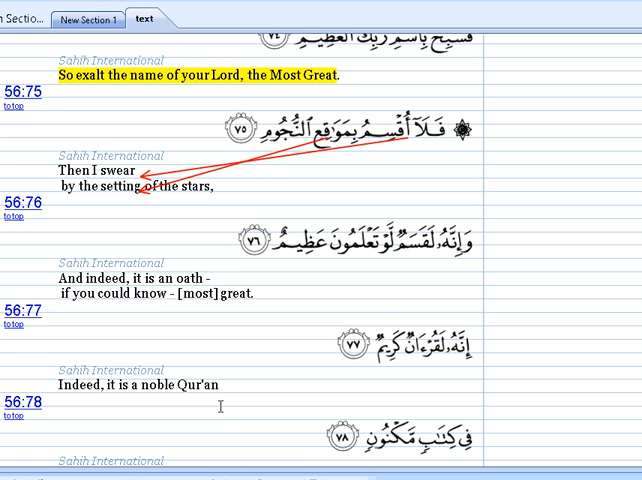 n Sectio...
New Section 1
text
فَسَبِّحْ بِاسْمِ رَبِّكَ الْعَظِيمِ ٧٤
Sahih International
So exalt the name of your Lord, the Most Great.
56:75
to top
۞ فَلَآ أُقْسِمُ بِمَوَٰقِعِ ٱلنُّجُومِ ٧٥
Sahih International
Then I swear
by the setting of the stars,
56:76
to top
وَإِنَّهُۥ لَقَسَمٌ لَّوْ تَعْلَمُونَ عَظِيمٌ ٧٦
Sahih International
And indeed, it is an oath -
if you could know - [most] great.
56:77
to top
إِنَّهُۥ لَقُرْءَانٌ كَرِيمٌ ٧٧
Sahih International
Indeed, it is a noble Qur'an
56:78
to top
فِى كِتَٰبٍ مَّكْنُونٍ ٧٨
Sahih International